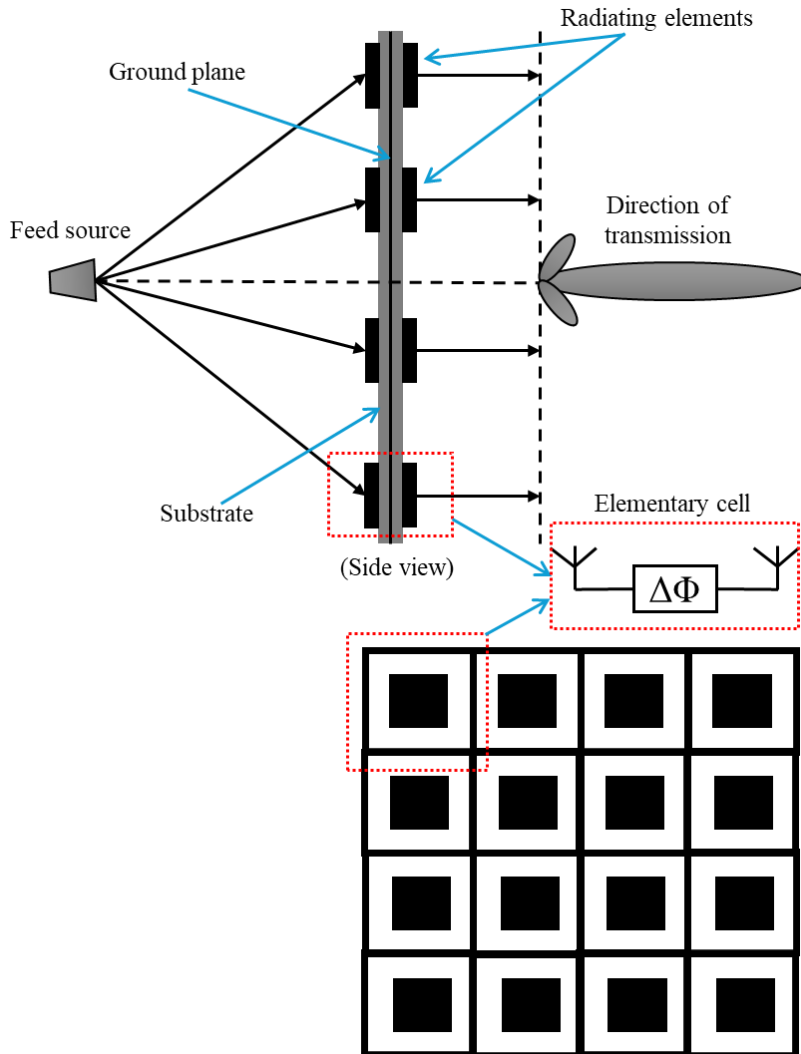 Radiating elements
Ground plane
Feed source
Direction of
transmission
Substrate
(Side view)
Elementary cell
ΔΦ